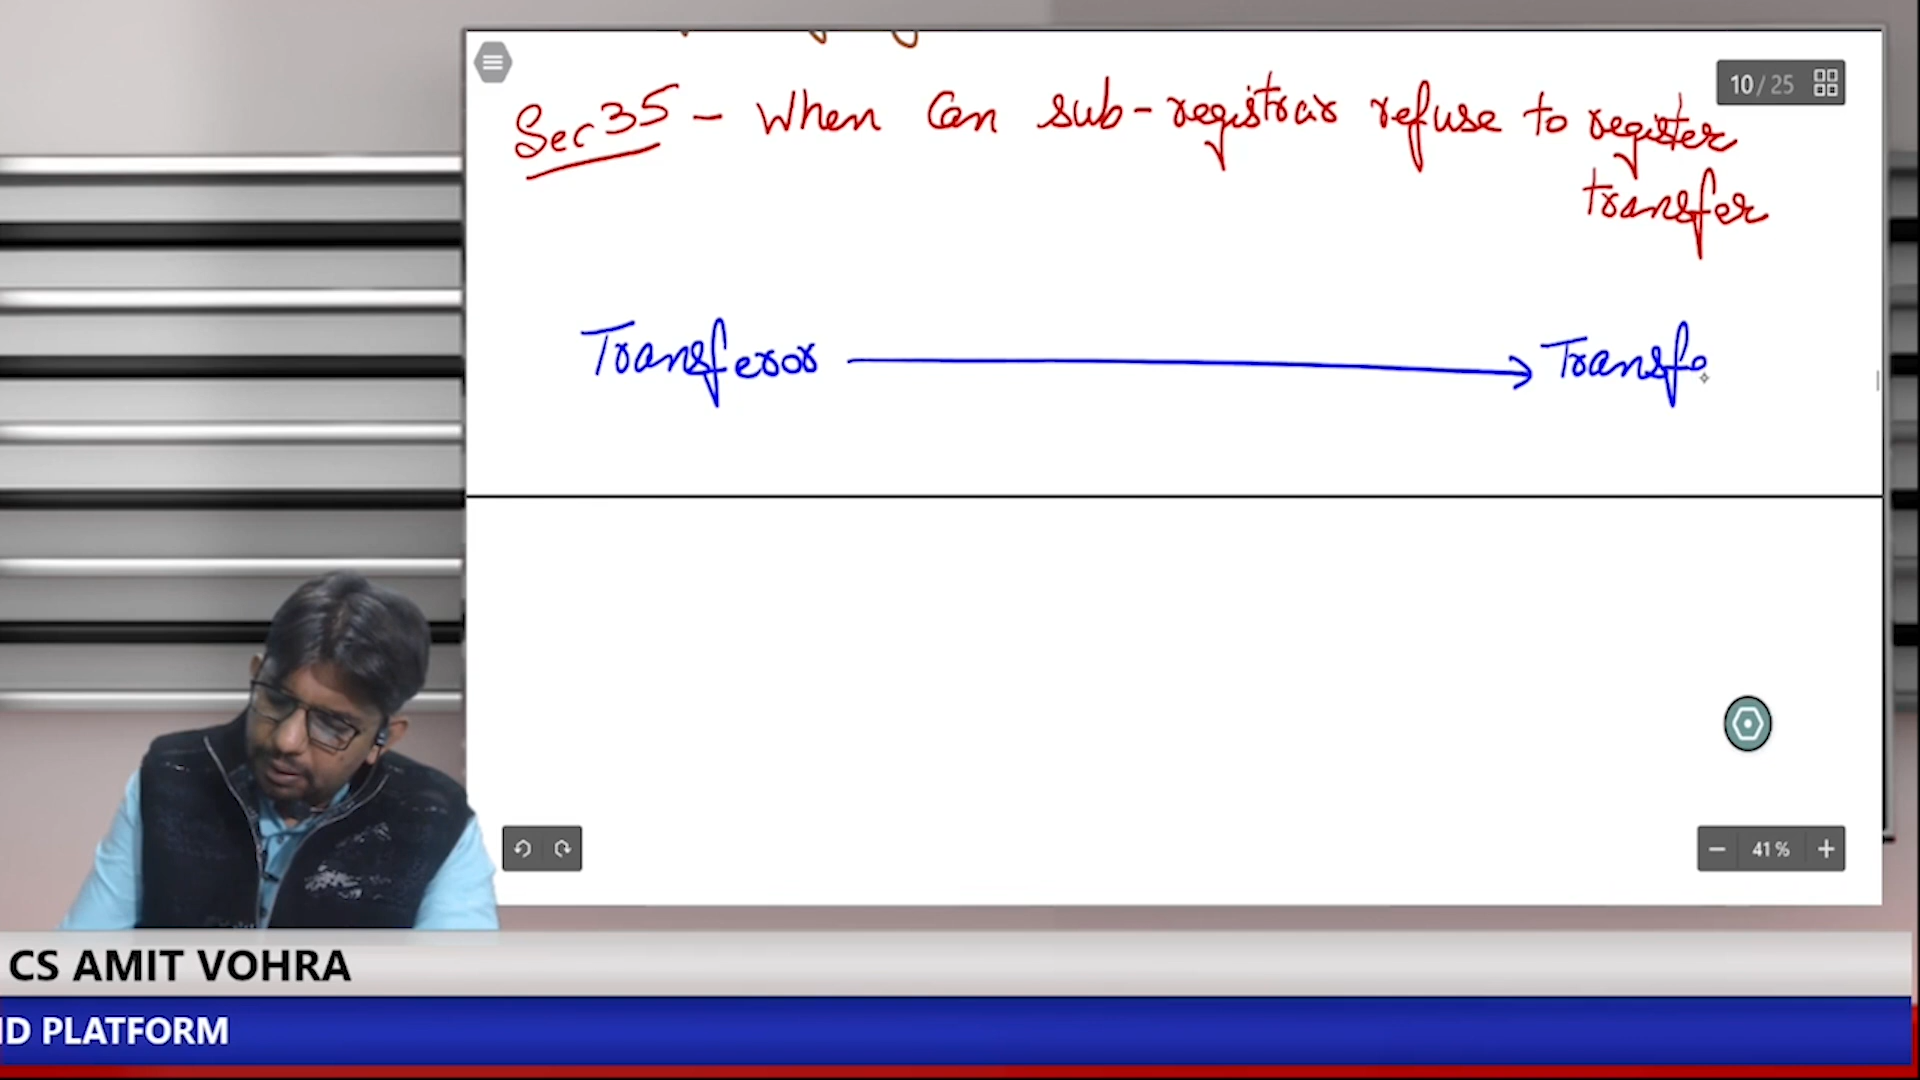 10/25
Sec 35 - When Can sub-registrar refuse to register
transfer
Transferor → Transfe
41%
CS AMIT VOHRA
ID PLATFORM